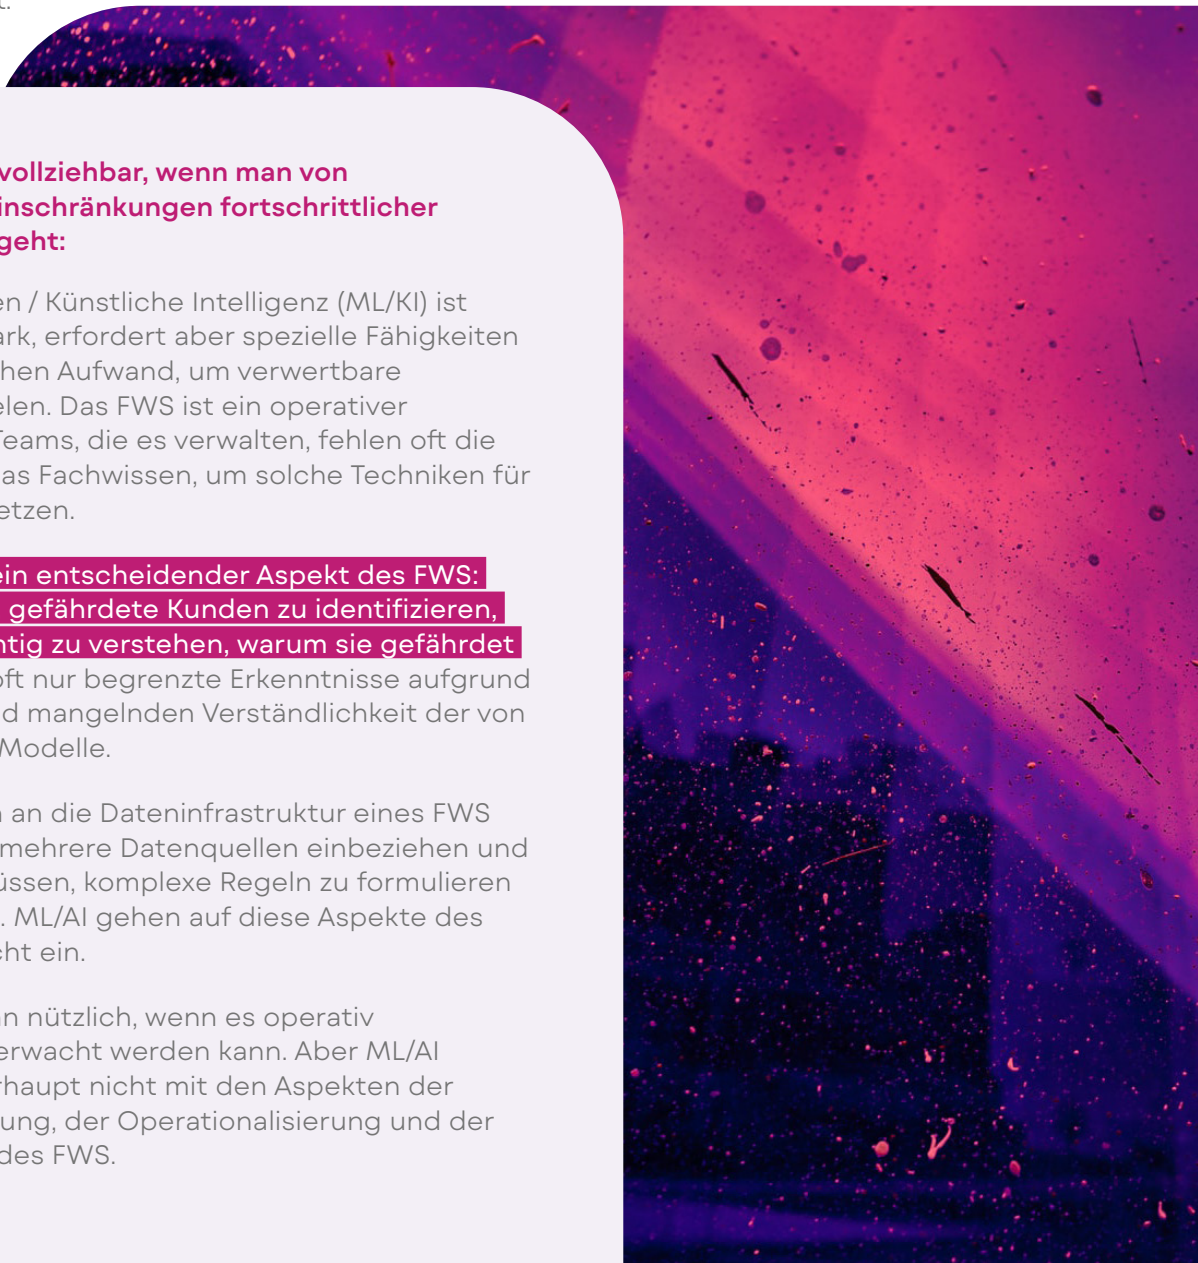 t.
vollziehbar, wenn man von
inschränkungen fortschrittlicher
geht:
en / Künstliche Intelligenz (ML/KI) ist
ark, erfordert aber spezielle Fähigkeiten
chen Aufwand, um verwertbare
elen. Das FWS ist ein operativer
Teams, die es verwalten, fehlen oft die
as Fachwissen, um solche Techniken für
etzen.
ein entscheidender Aspekt des FWS:
gefährdete Kunden zu identifizieren,
htig zu verstehen, warum sie gefährdet
oft nur begrenzte Erkenntnisse aufgrund
d mangelnden Verständlichkeit der von
Modelle.
n an die Dateninfrastruktur eines FWS
mehrere Datenquellen einbeziehen und
üssen, komplexe Regeln zu formulieren
. ML/AI gehen auf diese Aspekte des
cht ein.
nn nützlich, wenn es operativ
erwacht werden kann. Aber ML/AI
rhaupt nicht mit den Aspekten der
ung, der Operationalisierung und der
des FWS.